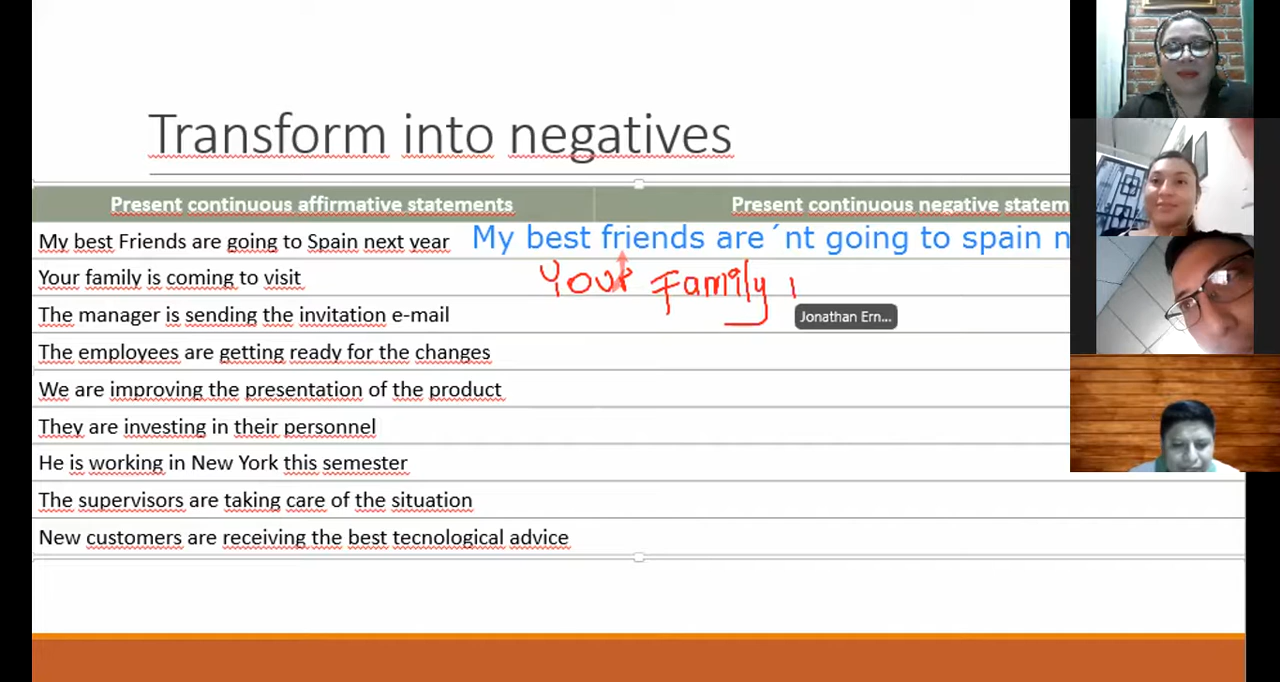 Transform into negatives
Present continuous affirmative statements
Present continuous negative statem
My best Friends are going to Spain next year
My best friends are´nt going to spain n
Your family is coming to visit
Your Family ı
The manager is sending the invitation e-mail
Jonathan Ern...
The employees are getting ready for the changes
We are improving the presentation of the product
They are investing in their personnel
He is working in New York this semester
The supervisors are taking care of the situation
New customers are receiving the best tecnological advice